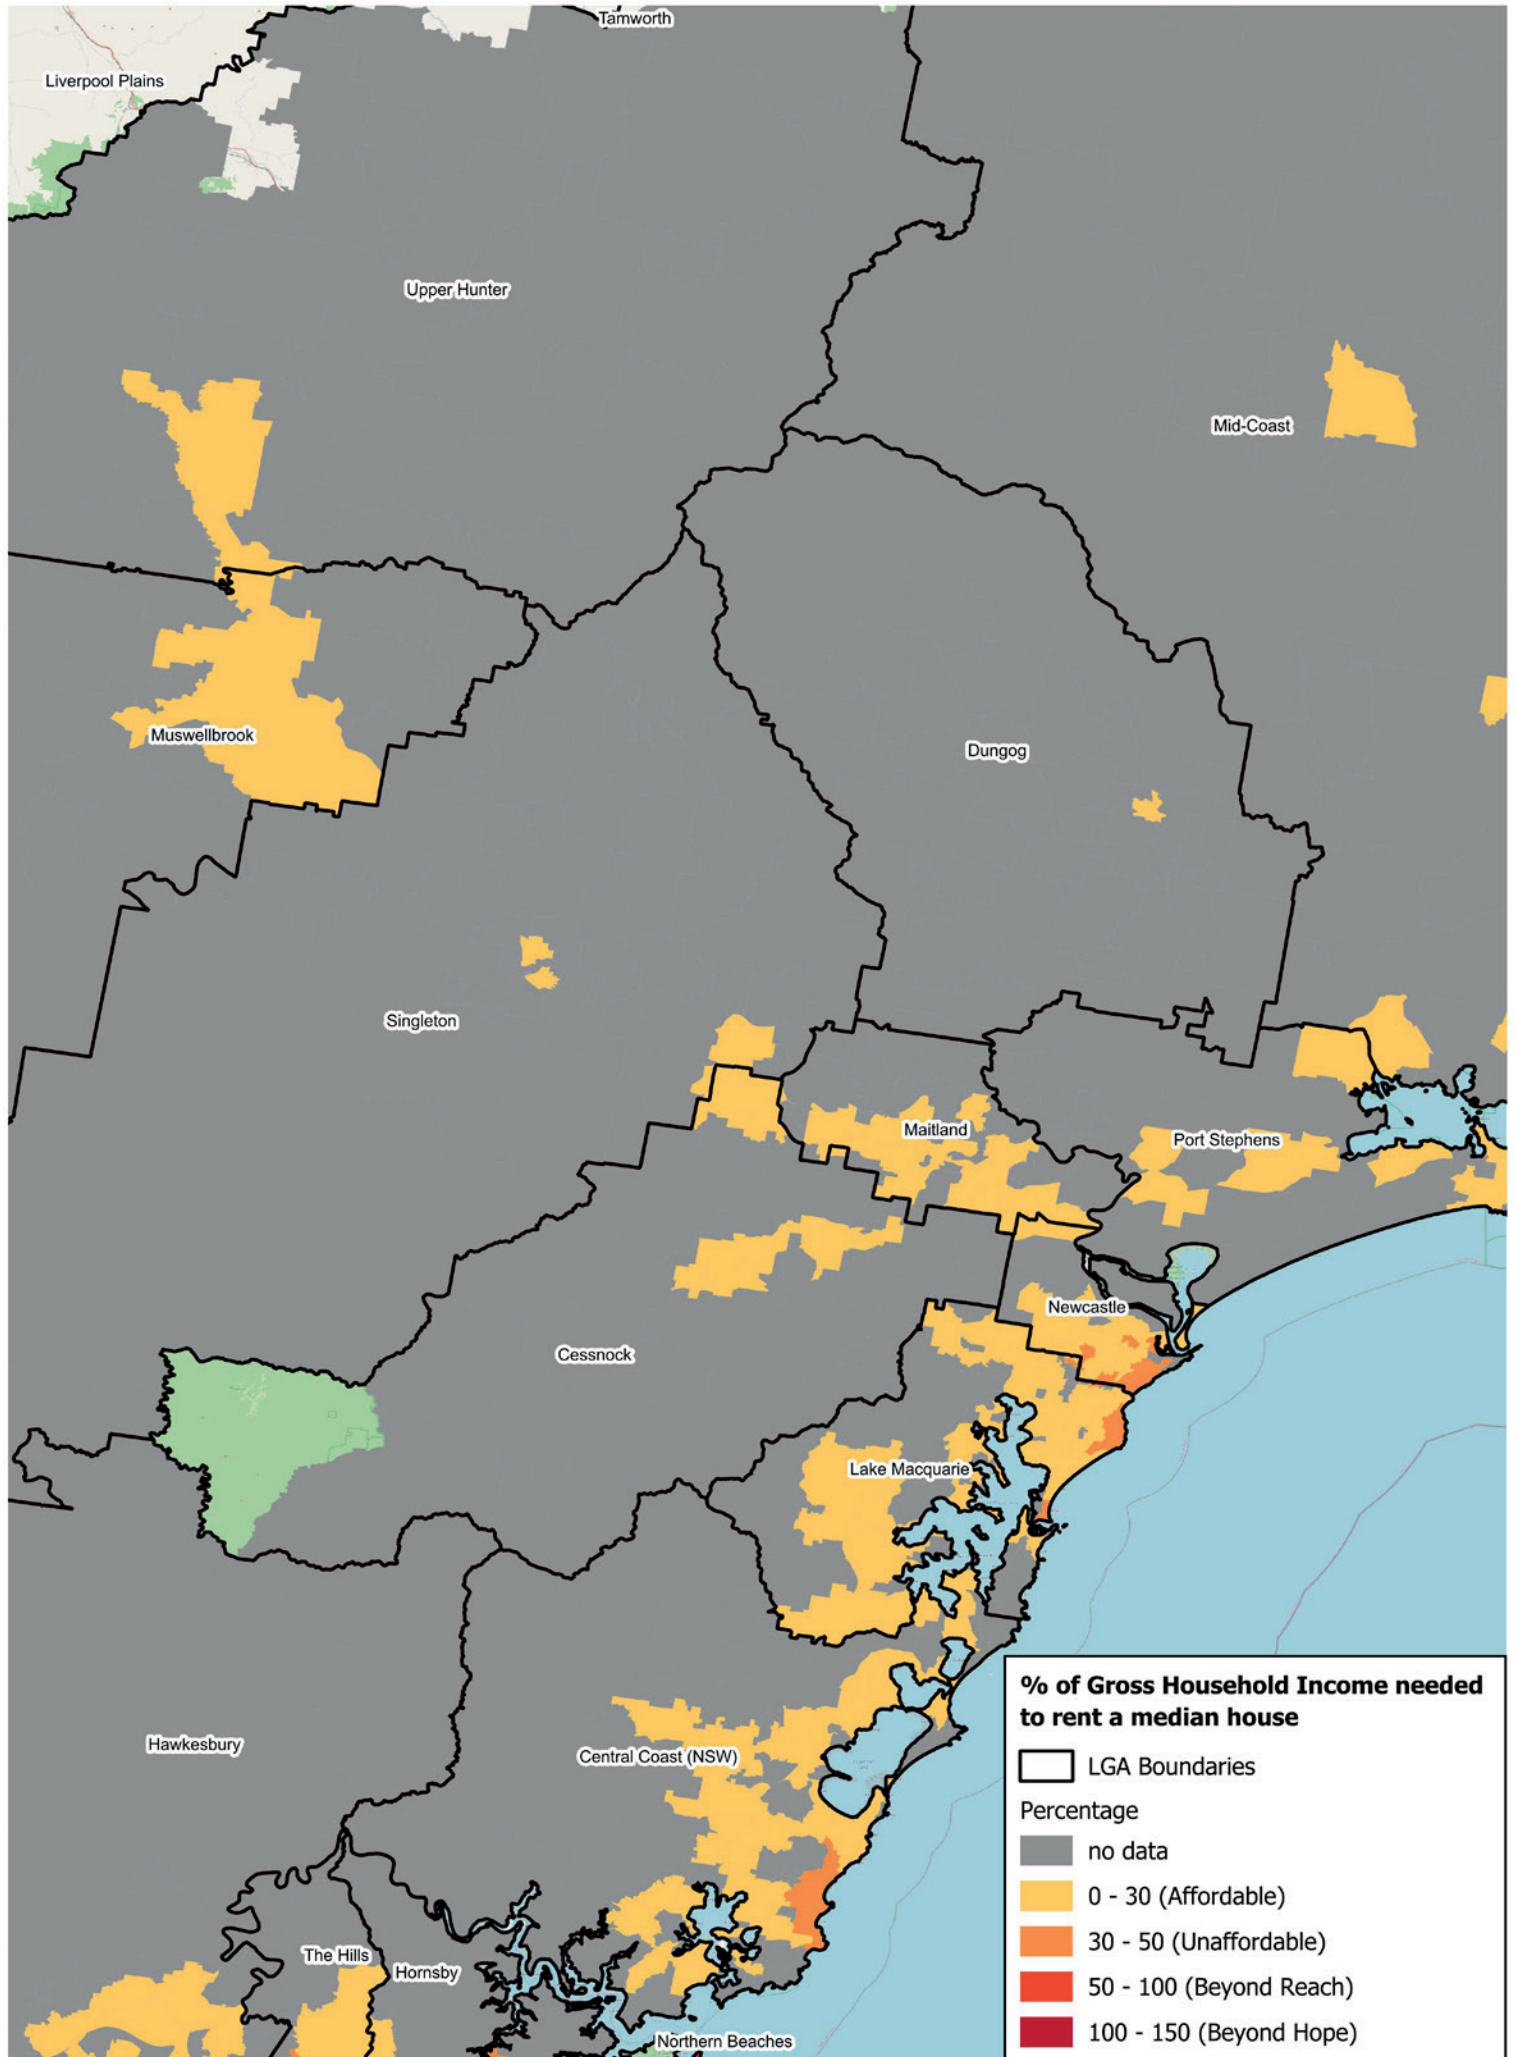 Tamworth
Liverpool Plains
Upper Hunter
Mid-Coast
Muswellbrook
Dungog
Singleton
Maitland
Port Stephens
Newcastle
Cessnock
Lake Macquarie
Hawkesbury
Central Coast (NSW)
The Hills
Hornsby
Northern Beaches
% of Gross Household Income needed
to rent a median house
LGA Boundaries
Percentage
no data
0 - 30 (Affordable)
30 - 50 (Unaffordable)
50 - 100 (Beyond Reach)
100 - 150 (Beyond Hope)